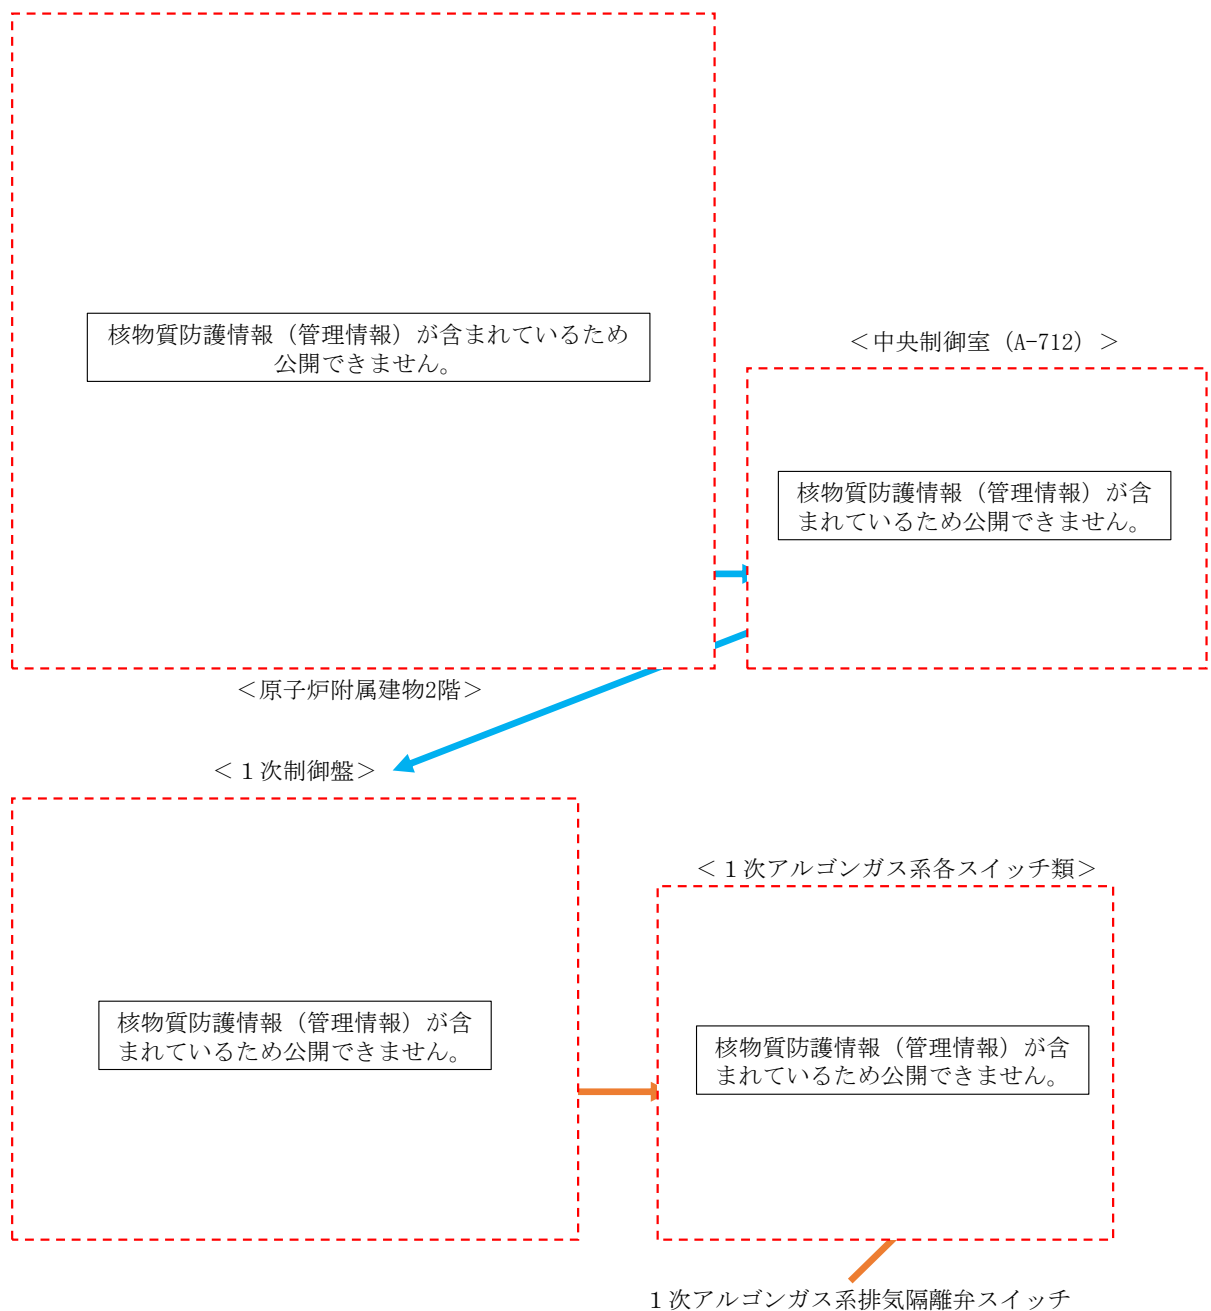 核物質防護情報（管理情報）が含まれているため
公開できません。
＜中央制御室（A-712）＞
核物質防護情報（管理情報）が含
まれているため公開できません。
＜原子炉附属建物2階＞
＜１次制御盤＞
＜１次アルゴンガス系各スイッチ類＞
核物質防護情報（管理情報）が含
まれているため公開できません。
核物質防護情報（管理情報）が含
まれているため公開できません。
１次アルゴンガス系排気隔離弁スイッチ